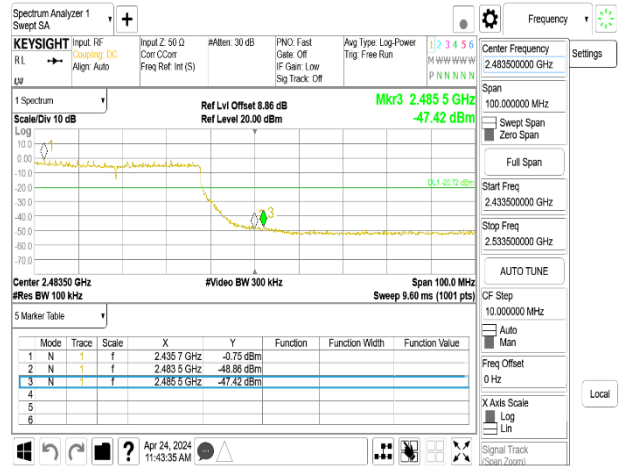 Spectrum Analyzer 1
Swept SA
Frequency
KEYSIGHT
Input: RF
Coupling: DC
Align: Auto
Input Z: 50 Ω
Corr CCorr
Freq Ref: Int (S)
#Atten: 30 dB
PNO: Fast
Gate: Off
IF Gain: Low
Sig Track: Off
Avg Type: Log-Power
Trig: Free Run
1 2 3 4 5 6
M W W W W W
P N N N N N
R L
LXI
1 Spectrum
Scale/Div 10 dB
Ref Lvl Offset 8.86 dB
Ref Level 20.00 dBm
Mkr3 2.485 5 GHz
-47.42 dBm
Log
10.0
0.00
-10.0
-20.0
-30.0
-40.0
-50.0
-60.0
-70.0
1
3
DL1 -20.72 dBm
Center 2.48350 GHz
#Res BW 100 kHz
#Video BW 300 kHz
Span 100.0 MHz
Sweep 9.60 ms (1001 pts)
5 Marker Table
Mode Trace Scale X Y Function Function Width Function Value
1 N 1 f 2.435 7 GHz -0.75 dBm
2 N 1 f 2.483 5 GHz -48.86 dBm
3 N 1 f 2.485 5 GHz -47.42 dBm
4
5
6
Apr 24, 2024
11:43:35 AM
Center Frequency
2.483500000 GHz
Span
100.000000 MHz
Swept Span
Zero Span
Full Span
Start Freq
2.433500000 GHz
Stop Freq
2.533500000 GHz
AUTO TUNE
CF Step
10.000000 MHz
Auto
Man
Freq Offset
0 Hz
X Axis Scale
Log
Lin
Signal Track
(Span Zoom)
Settings
Local